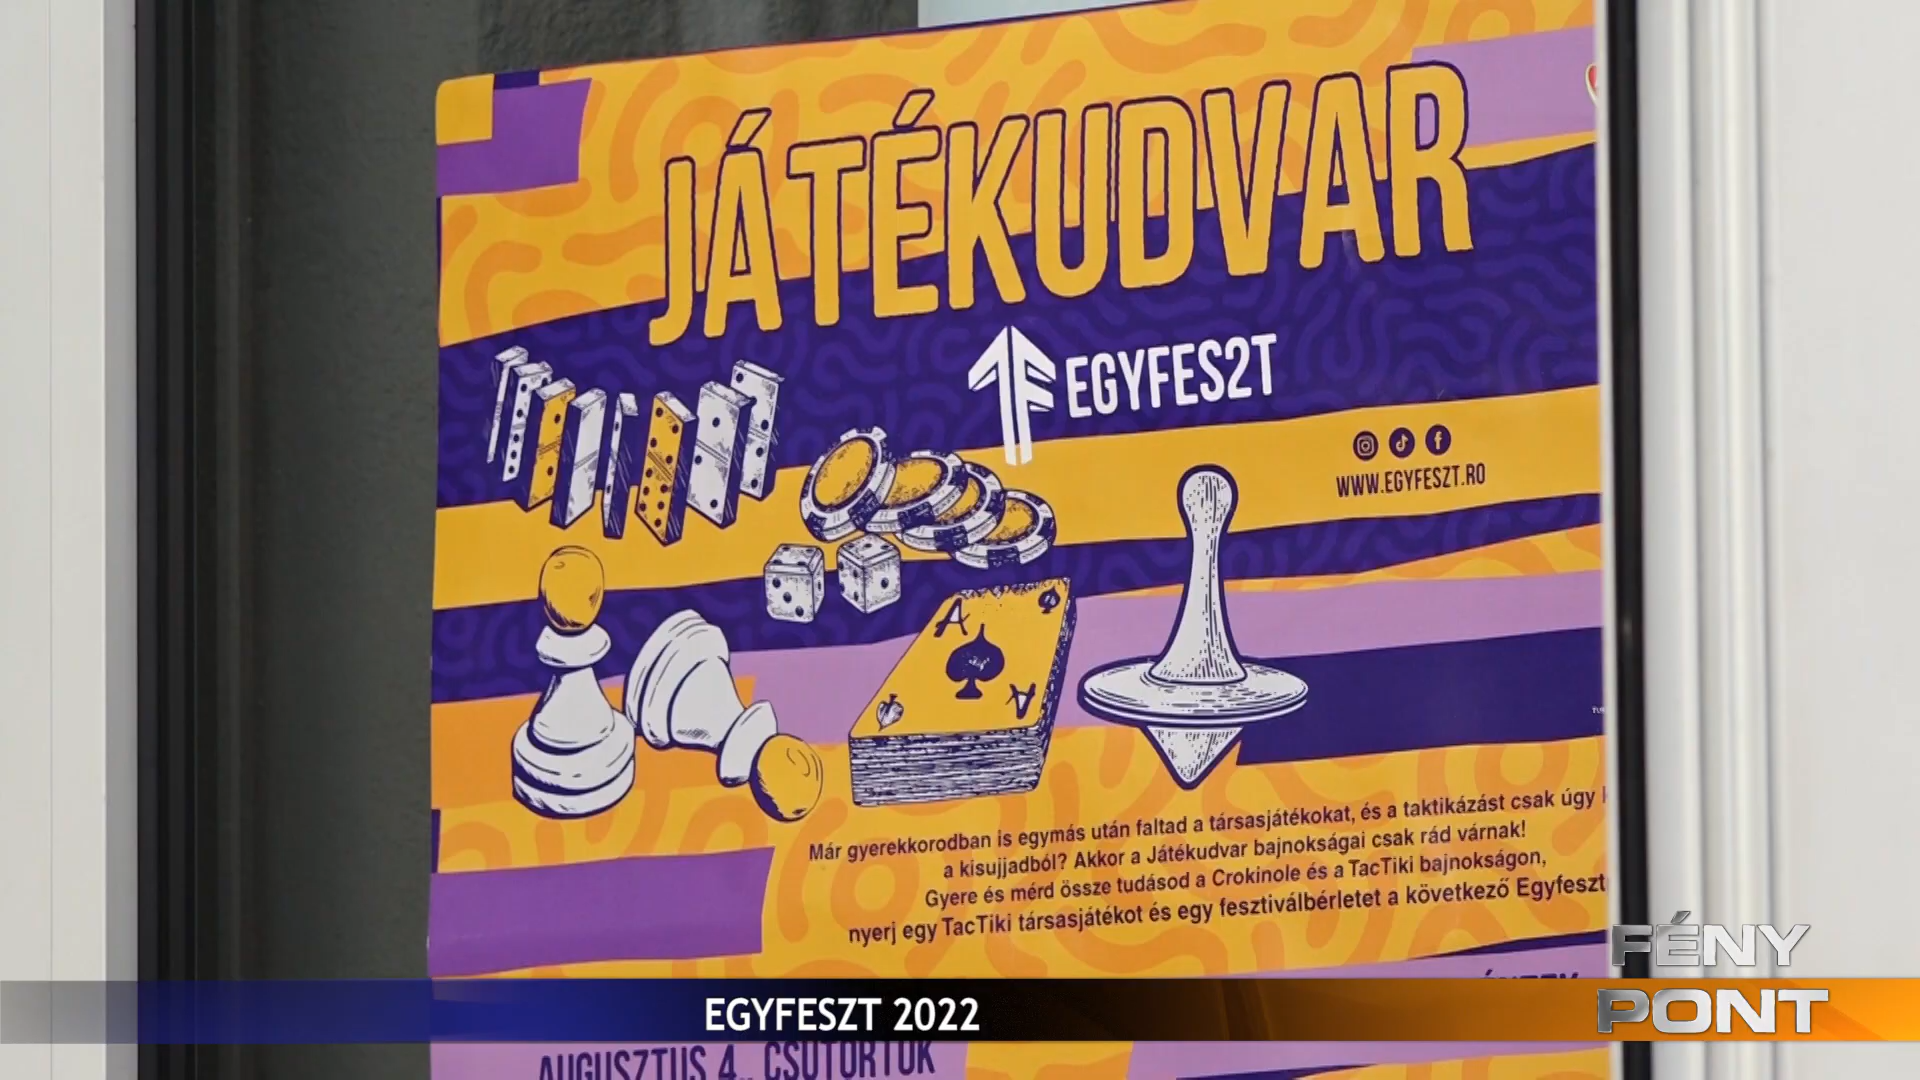 JÁTÉKUDVAR
EGYFES2T
WWW.EGYFESZT.RO
A
A
Már gyerekkorodban is egymás után faltad a társasjátékokat, és a taktikázást csak úgy
a kisujjadból? Akkor a Játékudvar bajnokságai csak rád várnak!
Gyere és mérd össze tudásod a Crokinole és a TacTiki bajnokságon,
nyerj egy TacTiki társasjátékot és egy fesztiválbérletet a következő Egyfeszt
FÉNY
PONT
EGYFESZT 2022
AUGUSZTUS 4., CSÜTÖRTÖK